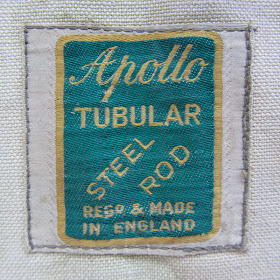 Apollo
TUBULAR
STEEL
ROD
REGD & MADE
IN ENGLAND